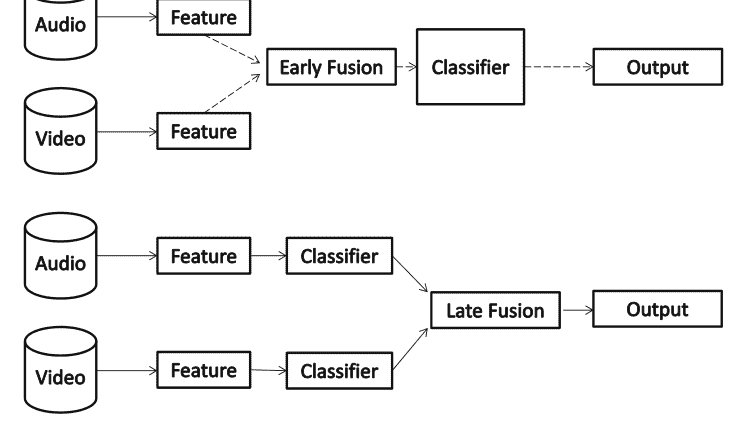 Audio
Feature
Early Fusion
Classifier
Output
Video
Feature
Audio
Feature
Classifier
Late Fusion
Output
Video
Feature
Classifier